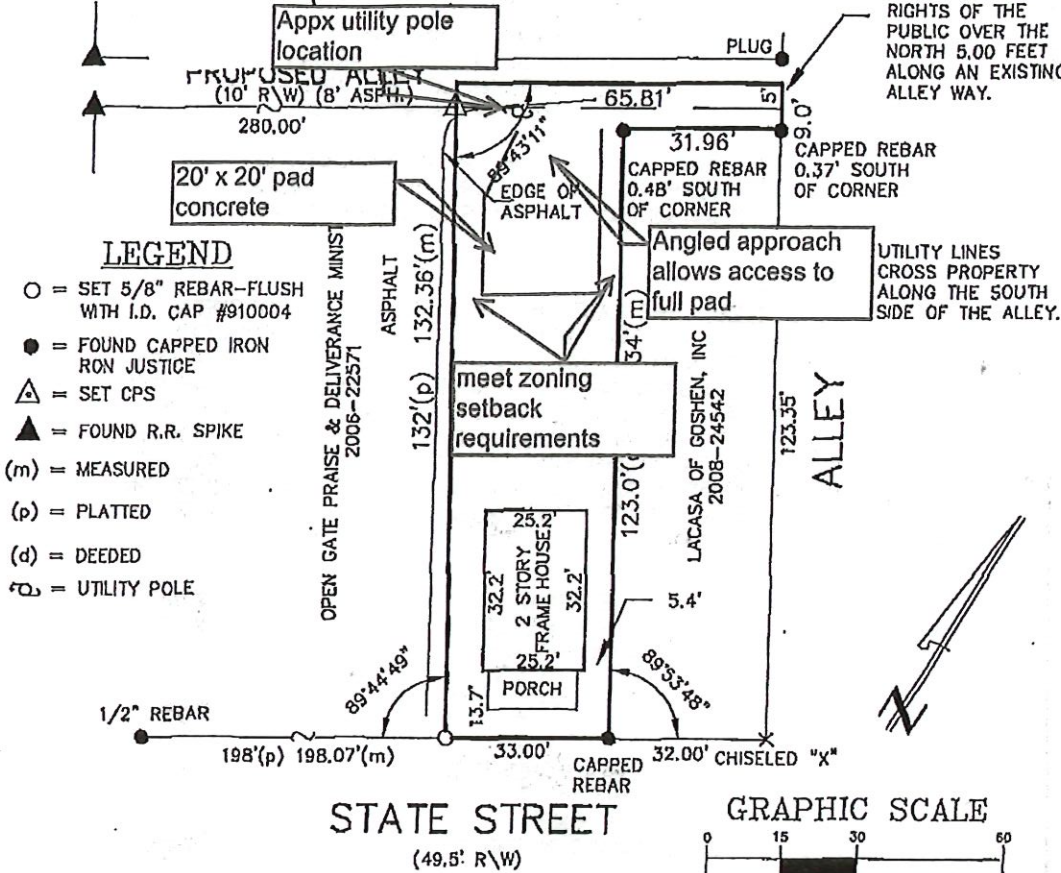 Appx utility pole
location
PLUG
RIGHTS OF THE
PUBLIC OVER THE
NORTH 5.00 FEET
ALONG AN EXISTING
ALLEY WAY.
PROPOSED ALLEY
(10' R\W) (8' ASPH.)
280.00'
65.81'
5'
9.0'
89°43'11"
31.96'
CAPPED REBAR
0.48' SOUTH
OF CORNER
CAPPED REBAR
0.37' SOUTH
OF CORNER
20' x 20' pad
concrete
EDGE OF
ASPHALT
Angled approach
allows access to
full pad
UTILITY LINES
CROSS PROPERTY
ALONG THE SOUTH
SIDE OF THE ALLEY.
LEGEND
○ = SET 5/8" REBAR-FLUSH
WITH I.D. CAP #910004
● = FOUND CAPPED IRON
RON JUSTICE
= SET CPS
▲ = FOUND R.R. SPIKE
(m) = MEASURED
(p) = PLATTED
(d) = DEEDED
= UTILITY POLE
OPEN GATE PRAISE & DELIVERANCE MINIST
2006-22571
ASPHALT
132'(p) 132.36'(m)
meet zoning
setback
requirements
34'(m)
123.0'(
LACASA OF GOSHEN, INC
2008-24542
123.35'
ALLEY
25.2'
32.2'
2 STORY
FRAME HOUSE
32.2'
25.2'
PORCH
13.7'
5.4'
89°44'49"
89°53'48"
1/2" REBAR
198'(p) 198.07'(m)
33.00'
CAPPED
REBAR
32.00'
CHISELED "X"
STATE STREET
(49.5' R\W)
N
GRAPHIC SCALE
0 15 30 60